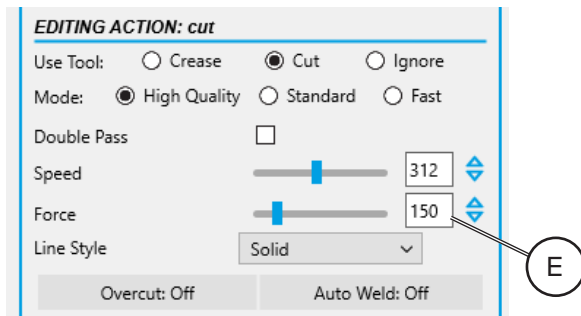 EDITING ACTION: cut
Use Tool: Crease Cut Ignore
Mode: High Quality Standard Fast
Double Pass
Speed 312
Force 150
Line Style Solid
E
Overcut: Off Auto Weld: Off